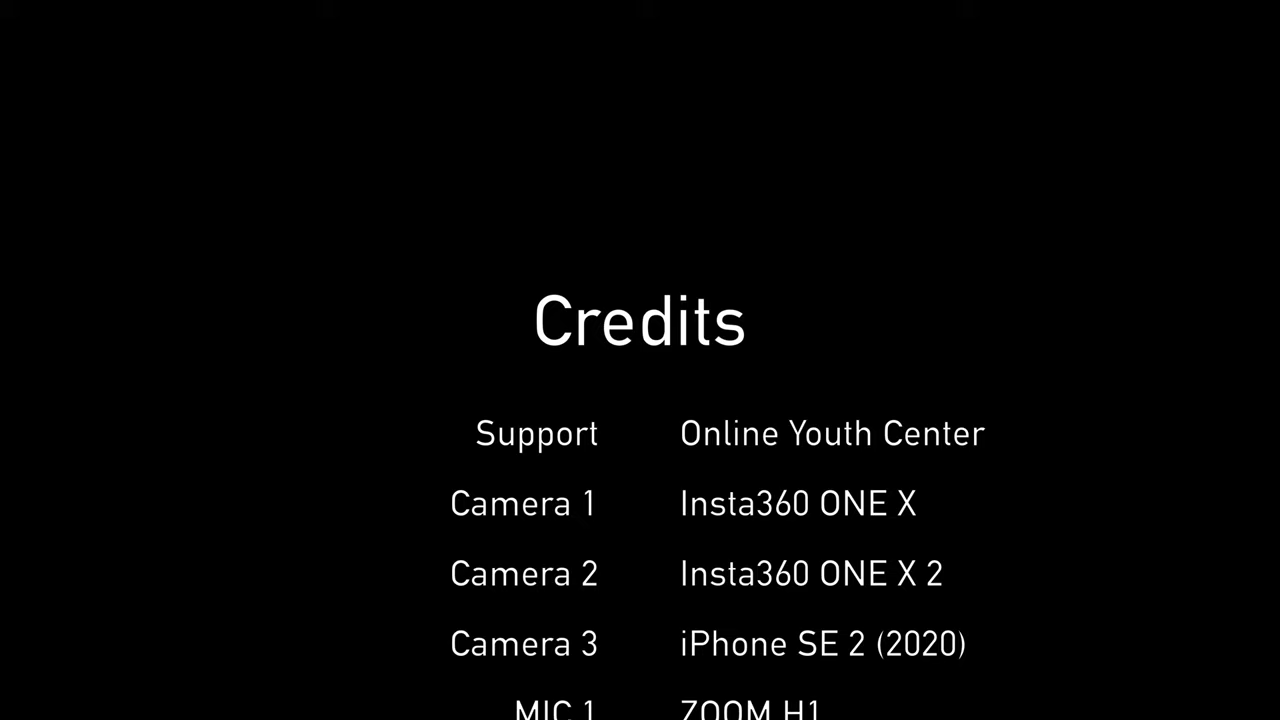 Credits
Support Online Youth Center
Camera 1 Insta360 ONE X
Camera 2 Insta360 ONE X 2
Camera 3 iPhone SE 2 (2020)
MIC 1 ZOOM H1